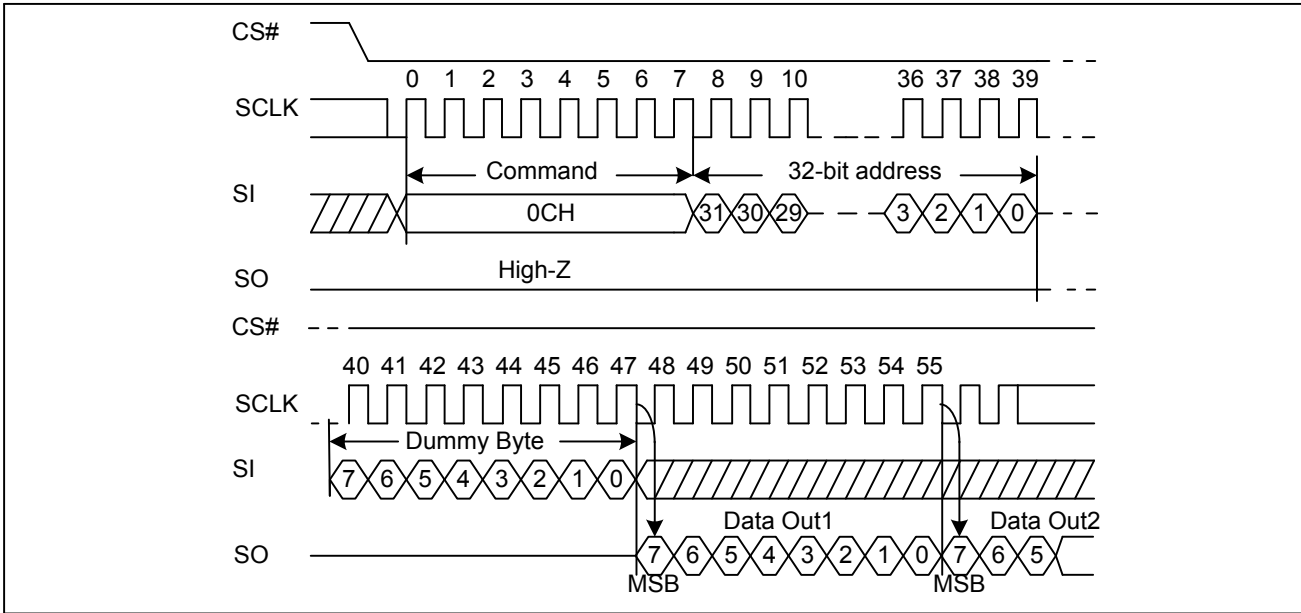 CS#
0 1 2 3 4 5 6 7 8 9 10 36 37 38 39
SCLK
Command 32-bit address
SI
0CH 31 30 29 3 2 1 0
High-Z
SO
CS#
40 41 42 43 44 45 46 47 48 49 50 51 52 53 54 55
SCLK
Dummy Byte
SI
7 6 5 4 3 2 1 0
Data Out1 Data Out2
SO
7 6 5 4 3 2 1 0 7 6 5
MSB MSB